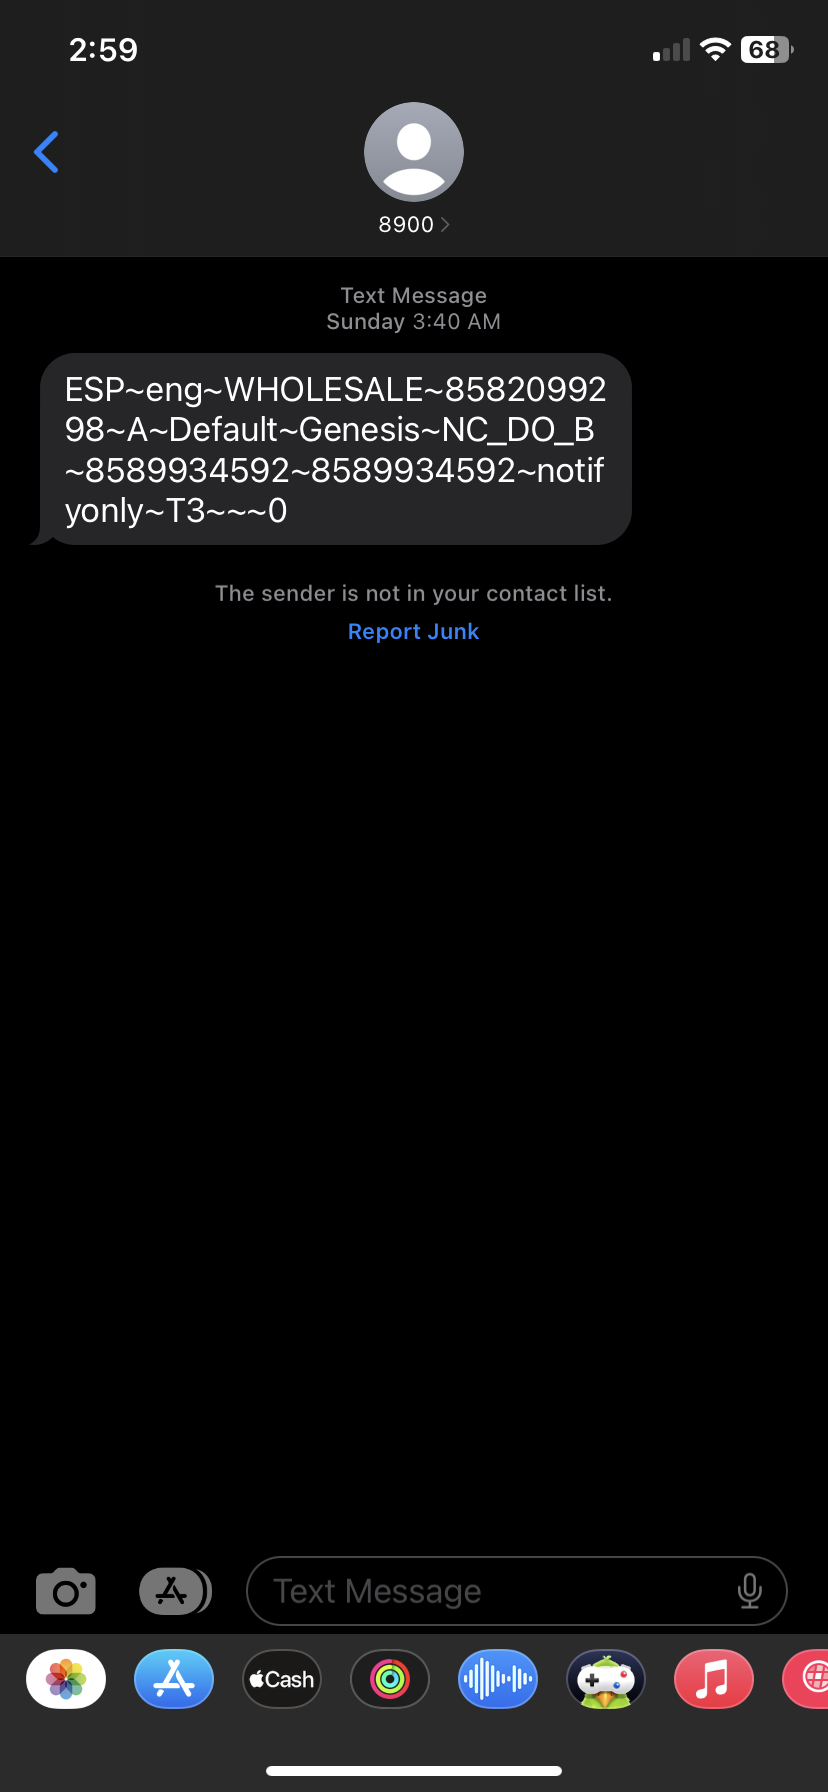 2:59
68
8900
Text Message
Sunday 3:40 AM
ESP~eng~WHOLESALE~85820992
98~A~Default~Genesis~NC_DO_B
~8589934592~8589934592~notif
yonly~T3~~~0
The sender is not in your contact list.
Report Junk
Text Message
Cash